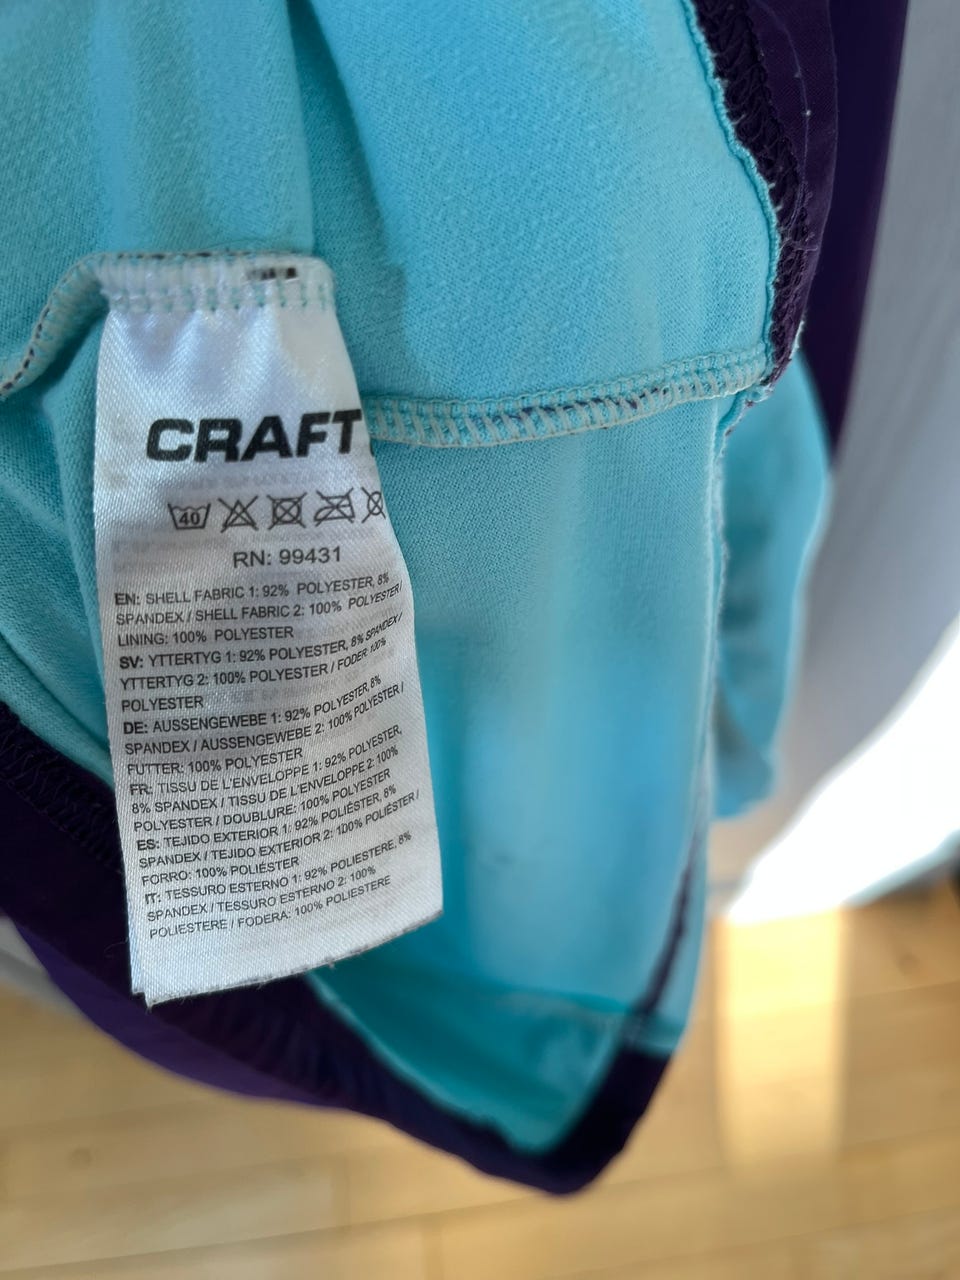 CRAFT
40
RN: 99431
EN: SHELL FABRIC 1: 92% POLYESTER, 8%
SPANDEX / SHELL FABRIC 2: 100% POLYESTER /
LINING: 100% POLYESTER
SV: YTTERTYG 1: 92% POLYESTER, 8% SPANDEX /
YTTERTYG 2: 100% POLYESTER / FODER 100%
POLYESTER
DE: AUSSENGEWEBE 1: 92% POLYESTER, 8%
SPANDEX / AUSSENGEWEBE 2: 100% POLYESTER /
FUTTER: 100% POLYESTER
FR: TISSU DE L'ENVELOPPE 1: 92% POLYESTER,
8% SPANDEX / TISSU DE L'ENVELOPPE 2: 100%
POLYESTER / DOUBLURE: 100% POLYESTER
ES: TEJIDO EXTERIOR 1: 92% POLIÉSTER, 8%
SPANDEX / TEJIDO EXTERIOR 2: 100% POLIÉSTER /
FORRO: 100% POLIÉSTER
IT: TESSURO ESTERNO 1: 92% POLIESTERE, 8%
SPANDEX / TESSURO ESTERNO 2: 100%
POLIESTERE / FODERA: 100% POLIESTERE